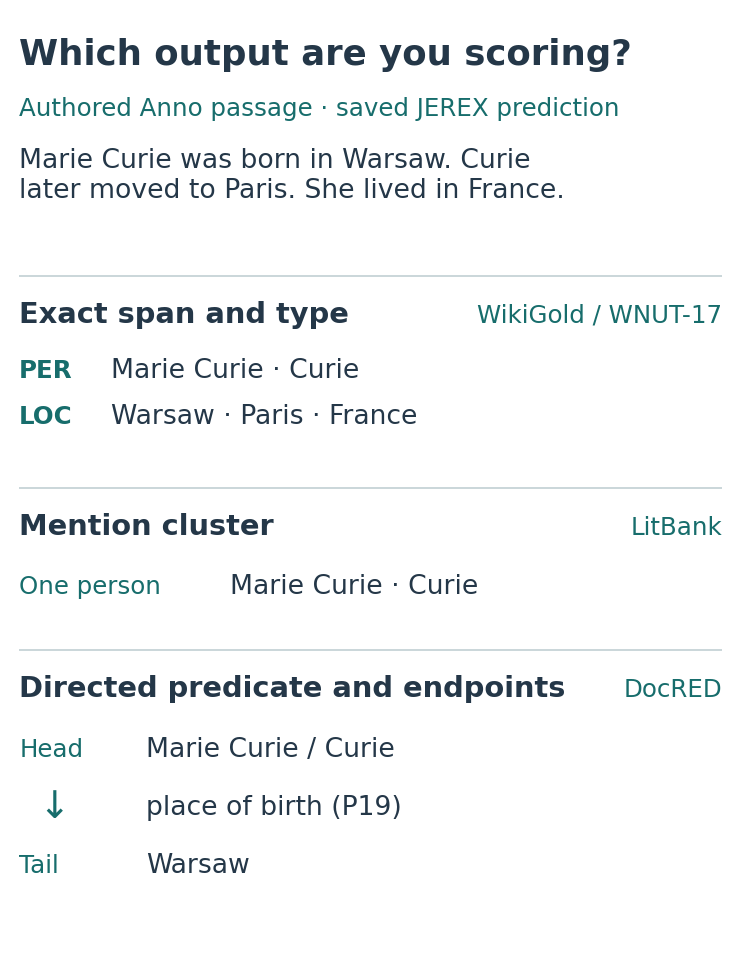 Which output are you scoring?
Authored Anno passage · saved JEREX prediction
Marie Curie was born in Warsaw. Curie
later moved to Paris. She lived in France.
Exact span and type WikiGold / WNUT-17
PER Marie Curie · Curie
LOC Warsaw · Paris · France
Mention cluster LitBank
One person Marie Curie · Curie
Directed predicate and endpoints DocRED
Head Marie Curie / Curie
↓ place of birth (P19)
Tail Warsaw